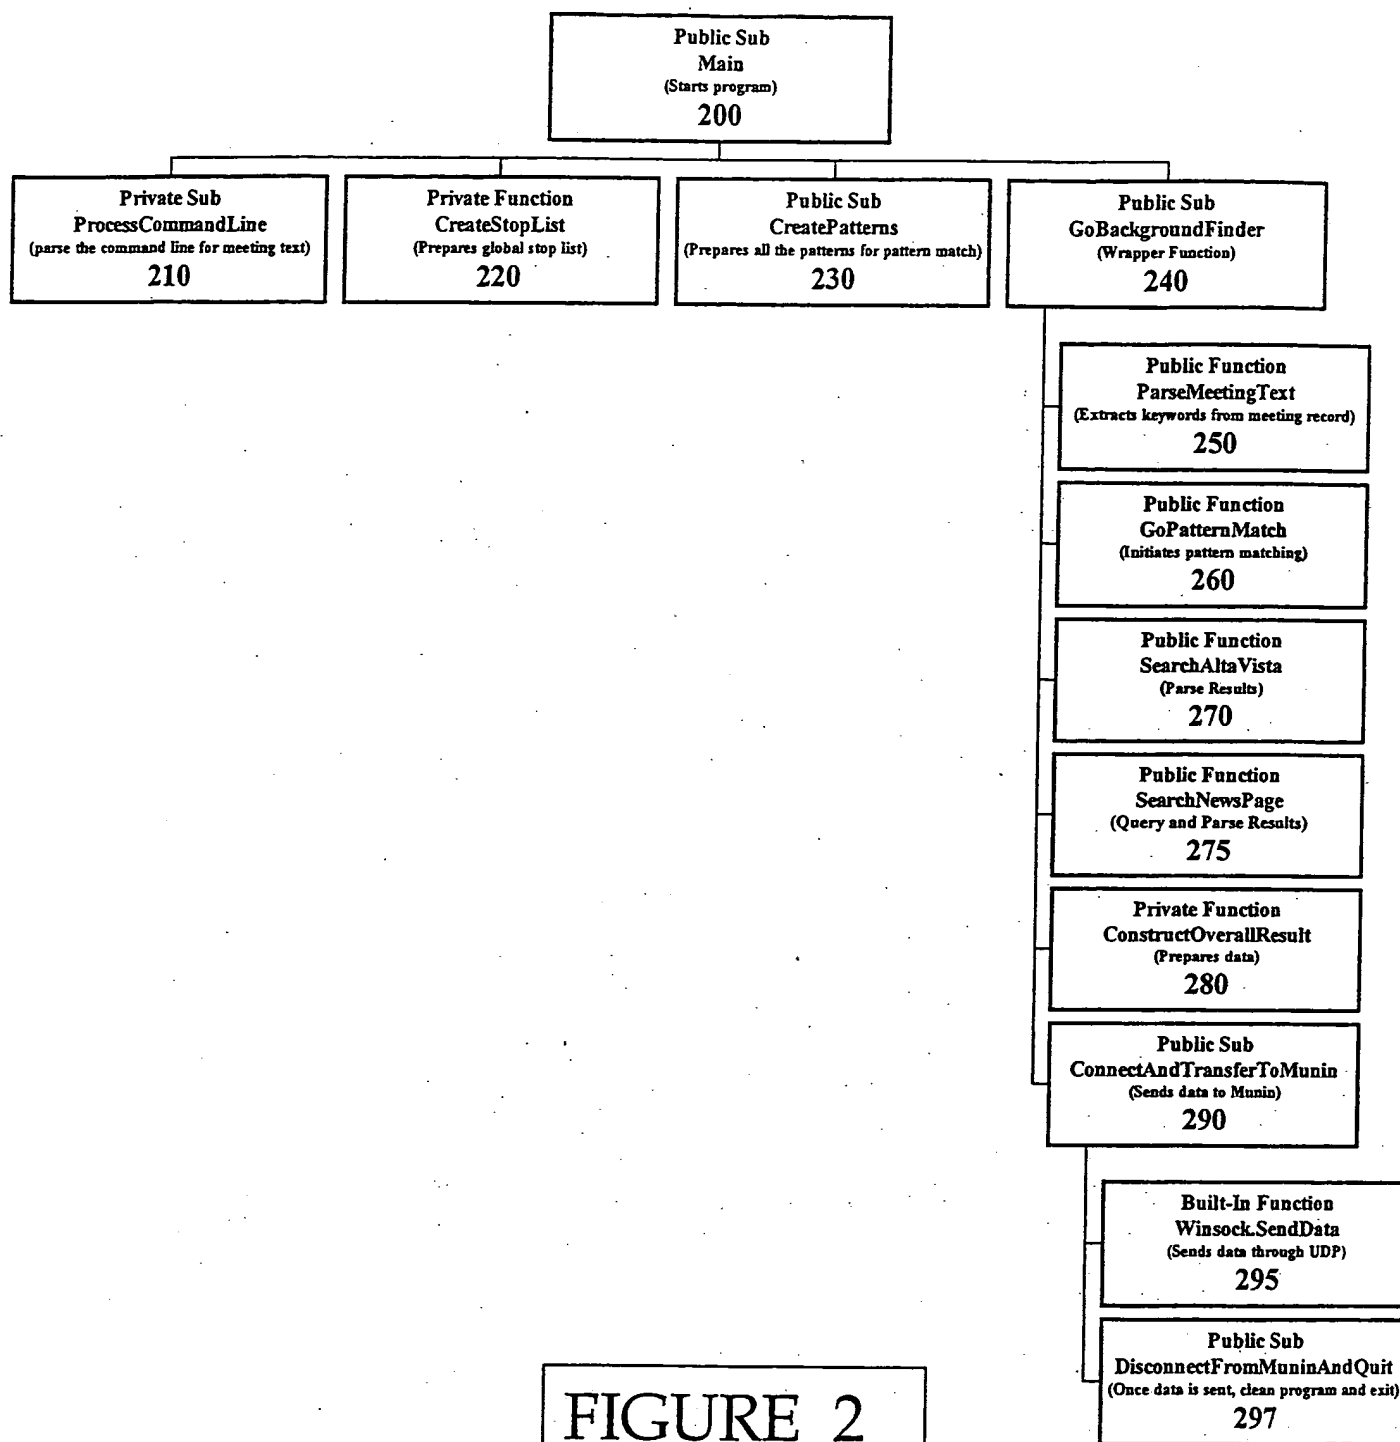 Public Sub
Main
(Starts program)
200
Private Sub
ProcessCommandLine
(parse the command line for meeting text)
210
Private Function
CreateStopList
(Prepares global stop list)
220
Public Sub
CreatePatterns
(Prepares all the patterns for pattern match)
230
Public Sub
GoBackgroundFinder
(Wrapper Function)
240
Public Function
ParseMeetingText
(Extracts keywords from meeting record)
250
Public Function
GoPatternMatch
(Initiates pattern matching)
260
Public Function
SearchAltaVista
(Parse Results)
270
Public Function
SearchNewsPage
(Query and Parse Results)
275
Private Function
ConstructOverallResult
(Prepares data)
280
Public Sub
ConnectAndTransferToMunin
(Sends data to Munin)
290
Built-In Function
Winsock.SendData
(Sends data through UDP)
295
Public Sub
DisconnectFromMuninAndQuit
(Once data is sent, clean program and exit)
297
FIGURE 2